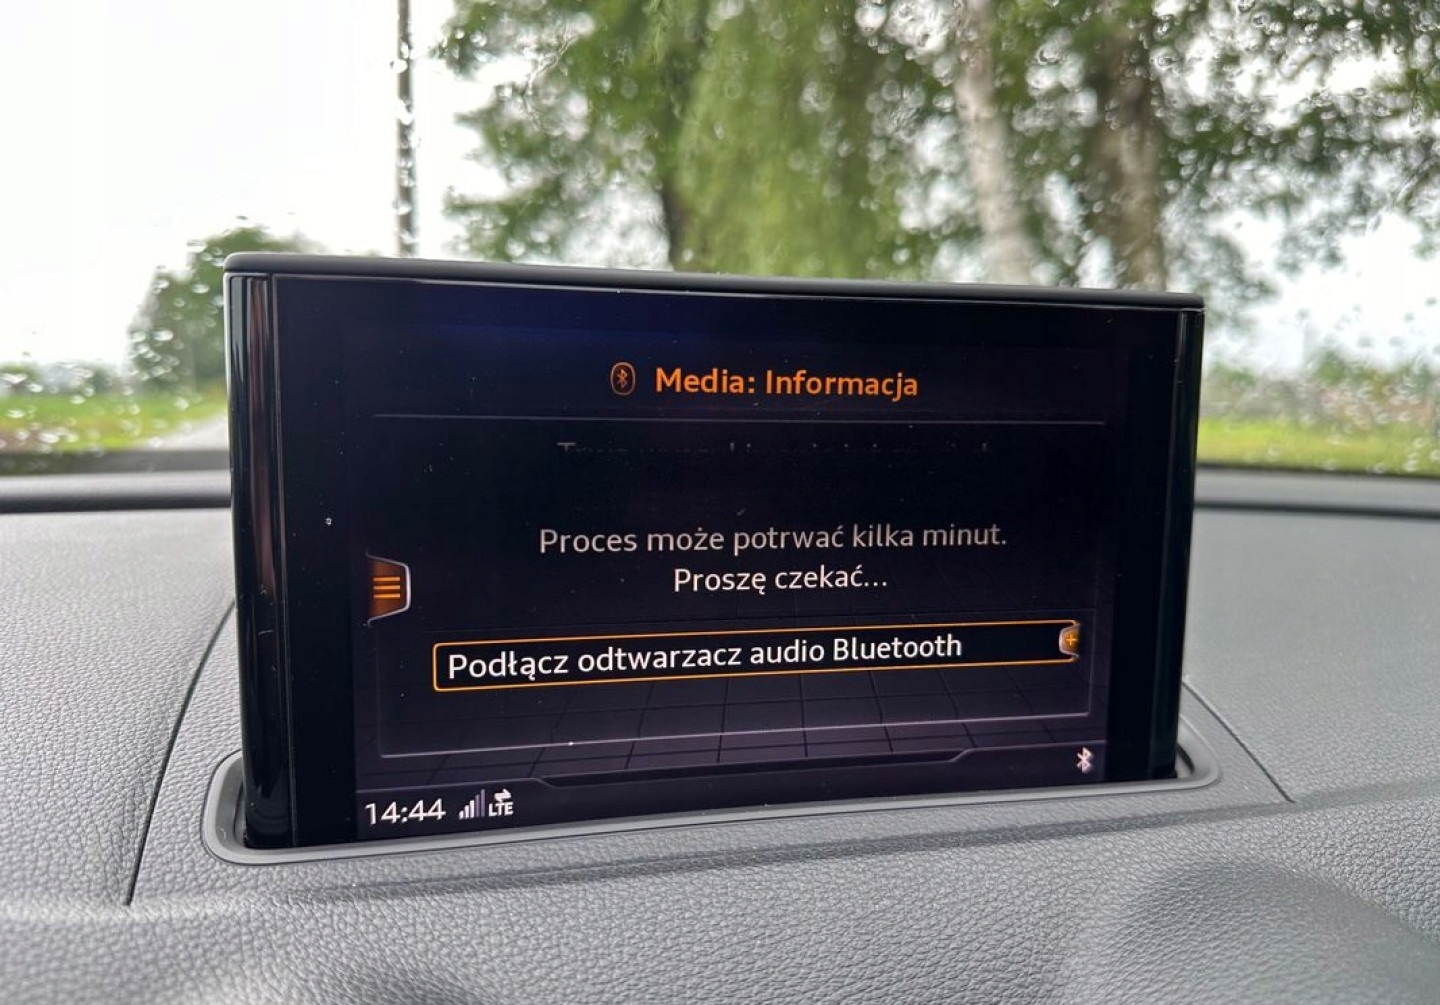 Media: Informacja
Proces może potrwać kilka minut.
Proszę czekać...
Podłącz odtwarzacz audio Bluetooth
14:44 LTE